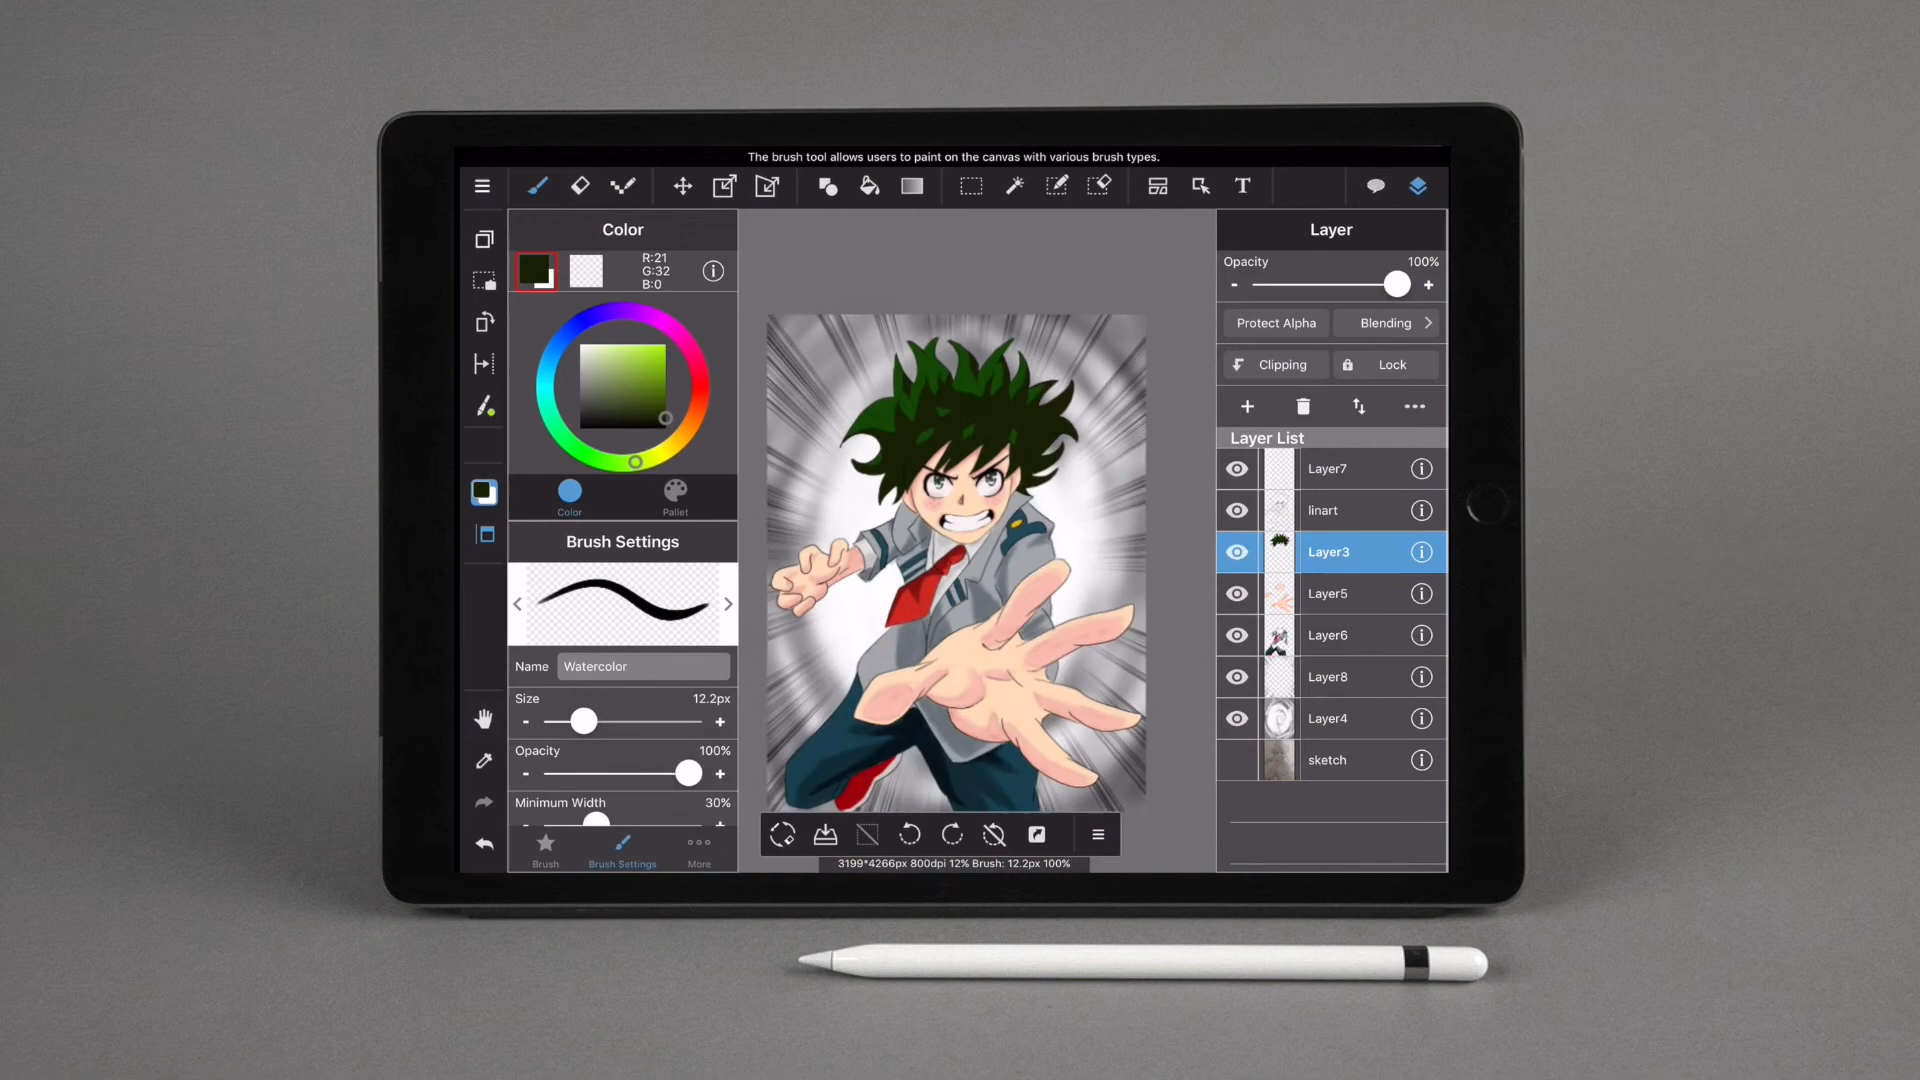 The brush tool allows users to paint on the canvas with various brush types.
T
Color
R:21
G:32
B:0
Color
Pallet
Brush Settings
Name
Watercolor
Size
12.2px
-
+
Opacity
100%
-
+
Minimum Width
30%
Brush
Brush Settings
More
3199*4266px 800dpi 12% Brush: 12.2px 100%
Layer
Opacity
100%
-
+
Protect Alpha
Blending
Clipping
Lock
Layer List
Layer7
linart
Layer3
Layer5
Layer6
Layer8
Layer4
sketch